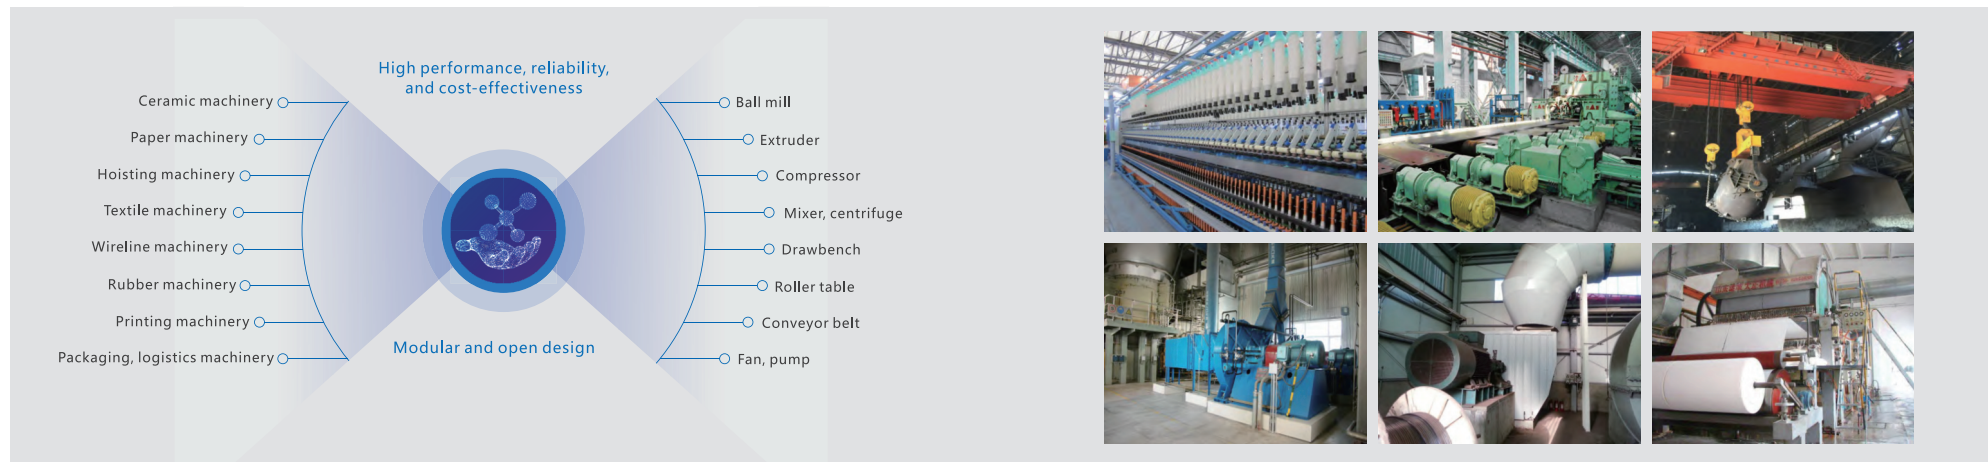 High performance, reliability,
and cost-effectiveness
Ceramic machinery
Paper machinery
Hoisting machinery
Textile machinery
Wireline machinery
Rubber machinery
Printing machinery
Packaging, logistics machinery
Ball mill
Extruder
Compressor
Mixer, centrifuge
Drawbench
Roller table
Conveyor belt
Fan, pump
Modular and open design